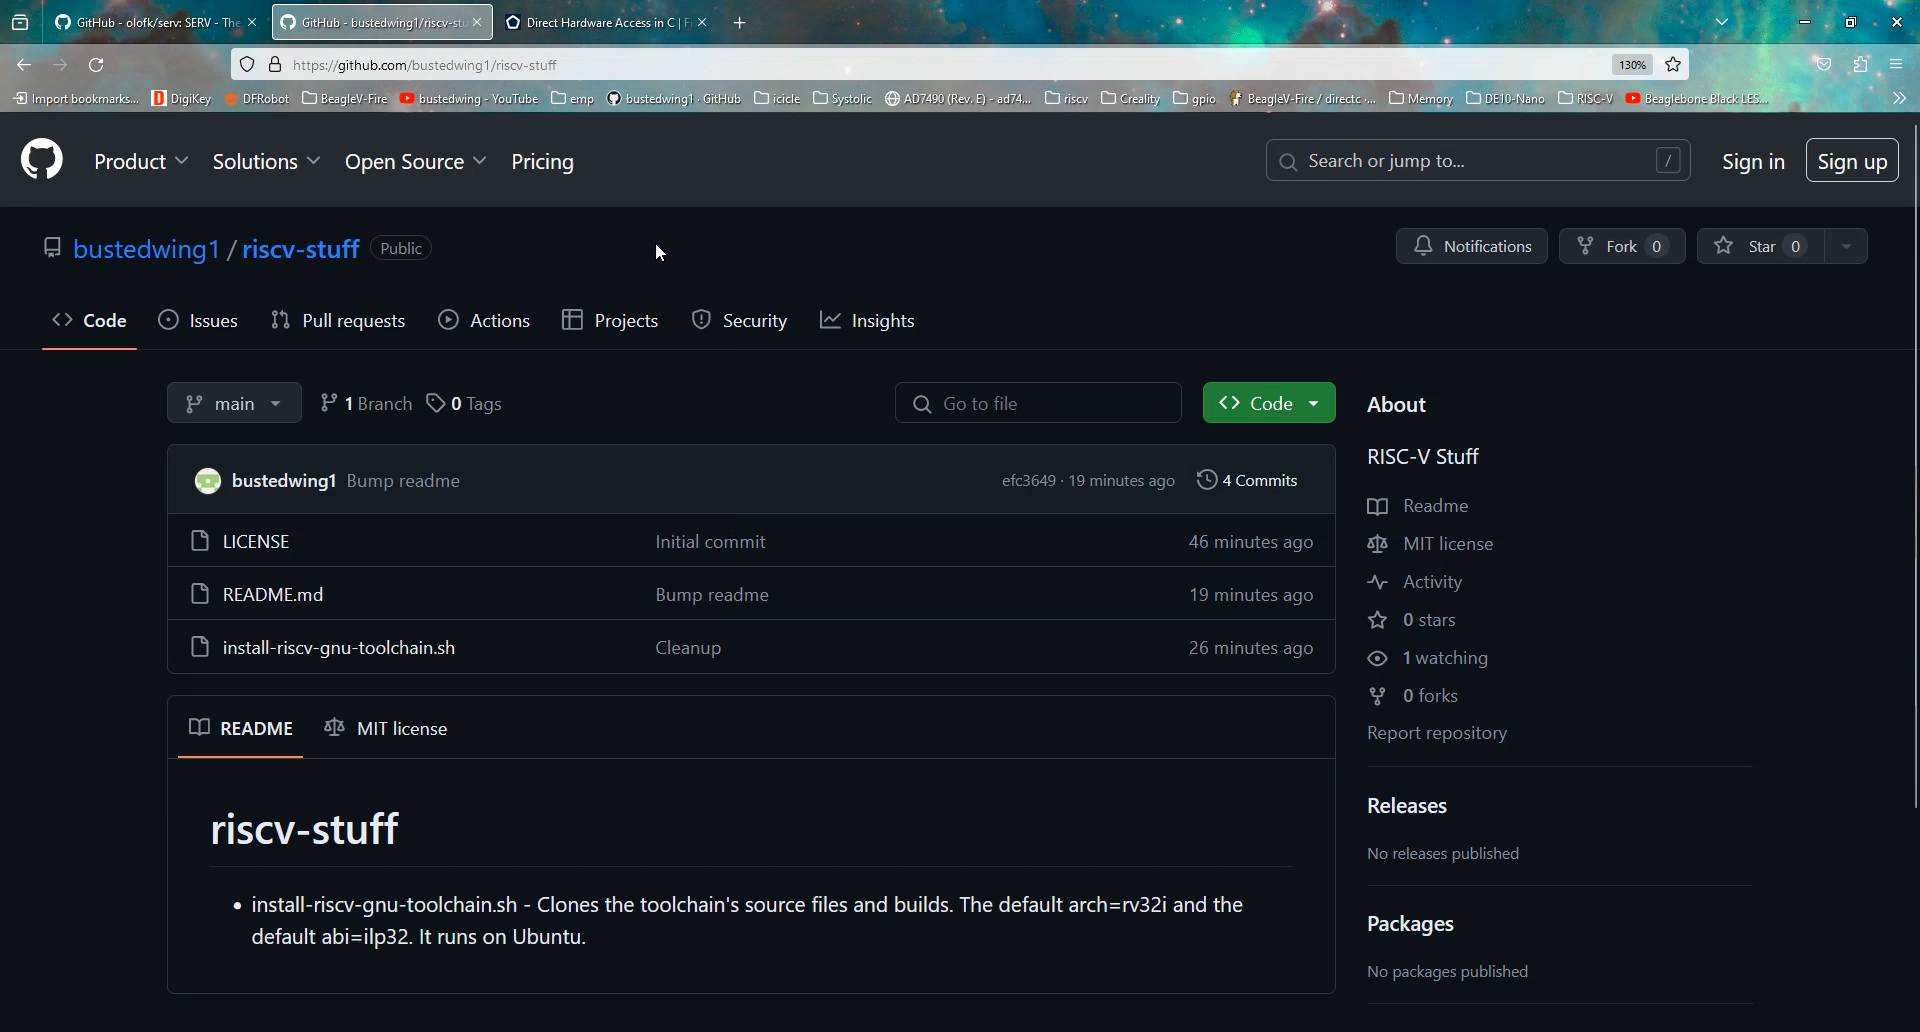 GitHub - olofk/serv: SERV - The
GitHub - bustedwing1/riscv-stu
Direct Hardware Access in C | Fi
https://github.com/bustedwing1/riscv-stuff
130%
Import bookmarks... DigiKey DFRobot BeagleV-Fire bustedwing - YouTube emp bustedwing1 · GitHub icicle Systolic AD7490 (Rev. E) - ad74... riscv Creality gpio BeagleV-Fire / directc ·... Memory DE10-Nano RISC-V Beaglebone Black LES...
Product Solutions Open Source Pricing
Search or jump to... /
Sign in Sign up
bustedwing1 / riscv-stuff Public
Notifications Fork 0 Star 0
Code Issues Pull requests Actions Projects Security Insights
main 1 Branch 0 Tags
Go to file
Code
bustedwing1 Bump readme
efc3649 · 19 minutes ago 4 Commits
LICENSE Initial commit 46 minutes ago
README.md Bump readme 19 minutes ago
install-riscv-gnu-toolchain.sh Cleanup 26 minutes ago
README MIT license
riscv-stuff
• install-riscv-gnu-toolchain.sh - Clones the toolchain's source files and builds. The default arch=rv32i and the
default abi=ilp32. It runs on Ubuntu.
About
RISC-V Stuff
Readme
MIT license
Activity
0 stars
1 watching
0 forks
Report repository
Releases
No releases published
Packages
No packages published